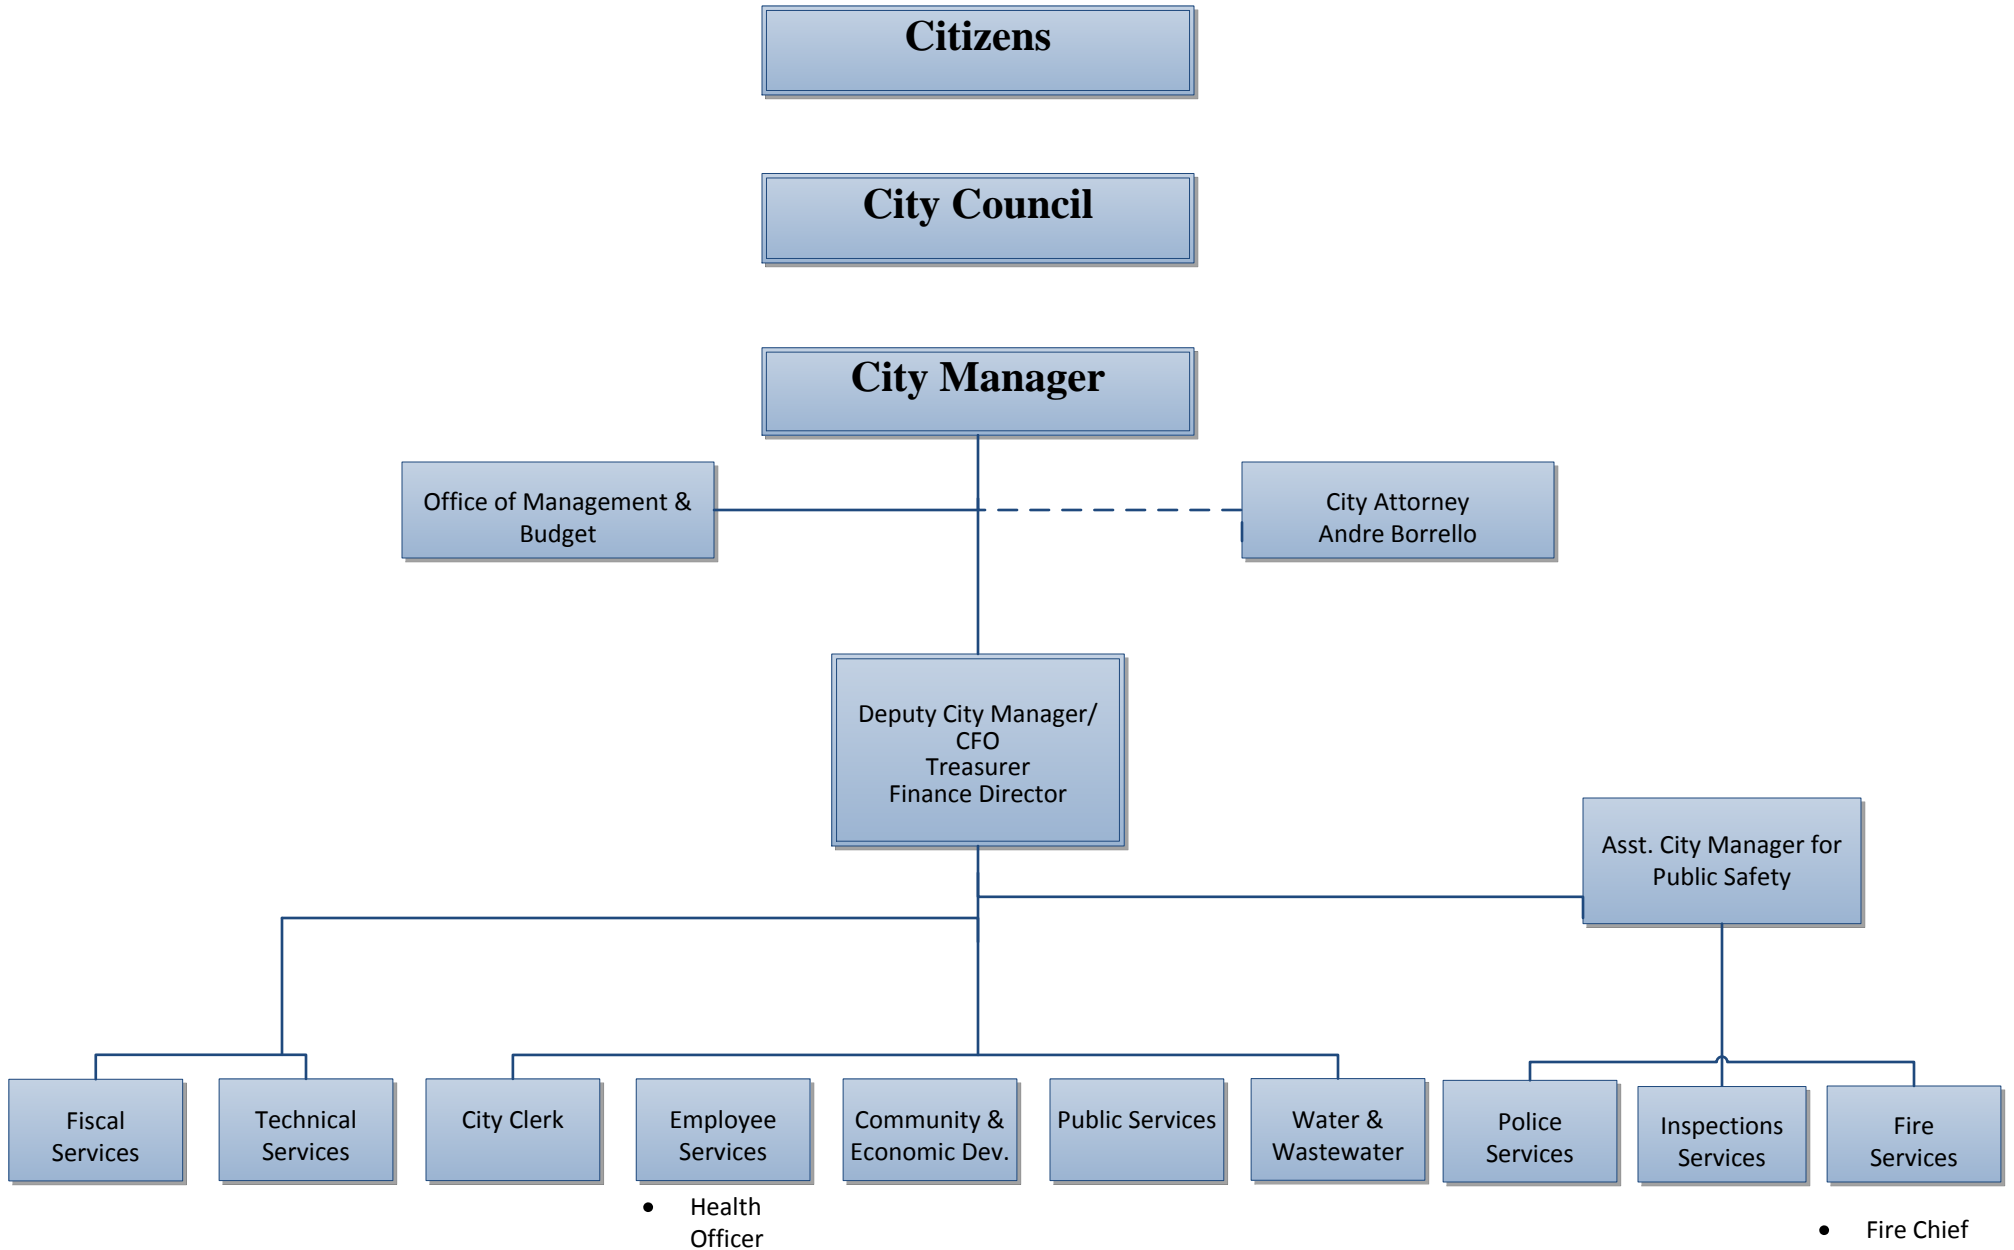 Citizens
City Council
City Manager
Office of Management &
Budget
City Attorney
Andre Borrello
Deputy City Manager/
CFO
Treasurer
Finance Director
Asst. City Manager for
Public Safety
Fiscal
Services
Technical
Services
City Clerk
Employee
Services
Community &
Economic Dev.
Public Services
Water &
Wastewater
Police
Services
Inspections
Services
Fire
Services
• Health
Officer
• Fire Chief